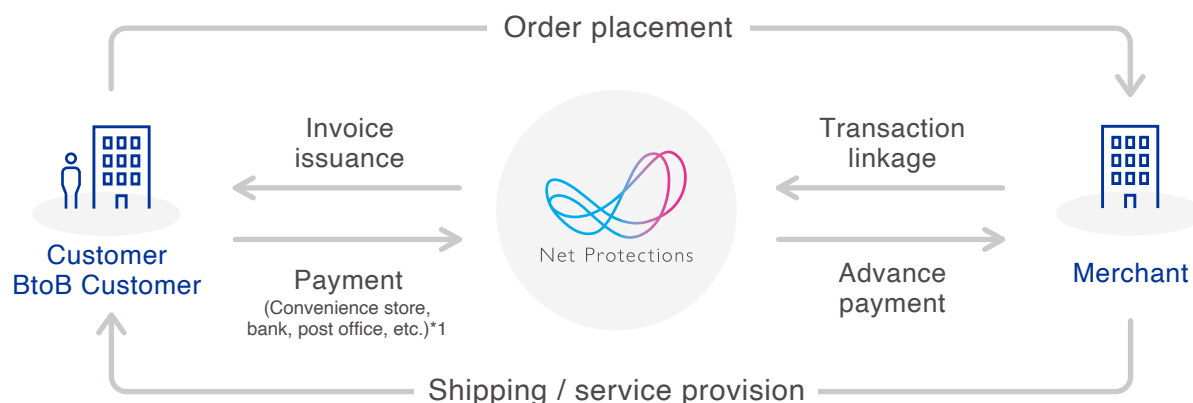 Order placement
Invoice
issuance
Transaction
linkage
Net Protections
Customer
BtoB Customer
Payment
(Convenience store,
bank, post office, etc.)*1
Advance
payment
Merchant
Shipping / service provision